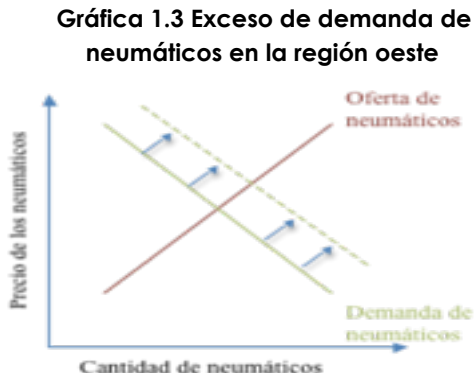 Gráfica 1.3 Exceso de demanda de
neumáticos en la región oeste
Oferta de
neumáticos
Precio de los neumáticos
Demanda de
neumáticos
Cantidad de neumáticos